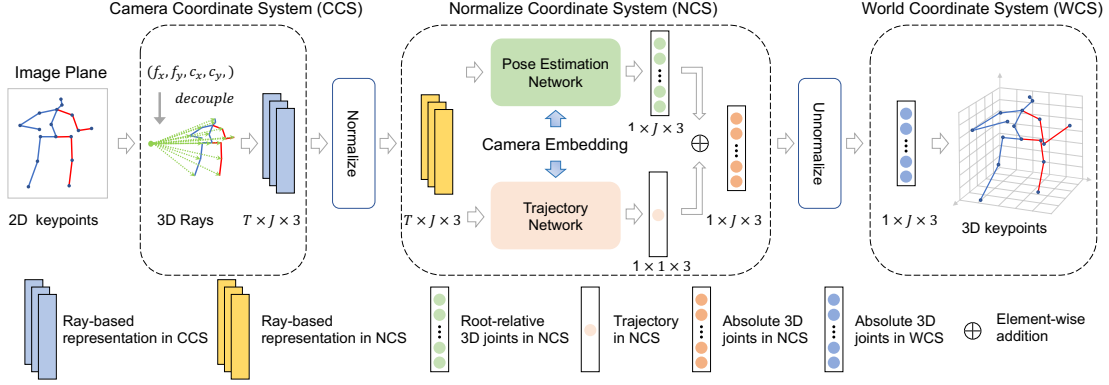 Camera Coordinate System (CCS)
Normalize Coordinate System (NCS)
World Coordinate System (WCS)
Image Plane
2D keypoints
(f_x, f_y, c_x, c_y, )
decouple
3D Rays
T × J × 3
Normalize
T × J × 3
Pose Estimation
Network
Camera Embedding
Trajectory
Network
1 × J × 3
1 × 1 × 3
⊕
1 × J × 3
Unnormalize
1 × J × 3
3D keypoints
Ray-based
representation in CCS
Ray-based
representation in NCS
Root-relative
3D joints in NCS
Trajectory
in NCS
Absolute 3D
joints in NCS
Absolute 3D
joints in WCS
⊕
Element-wise
addition